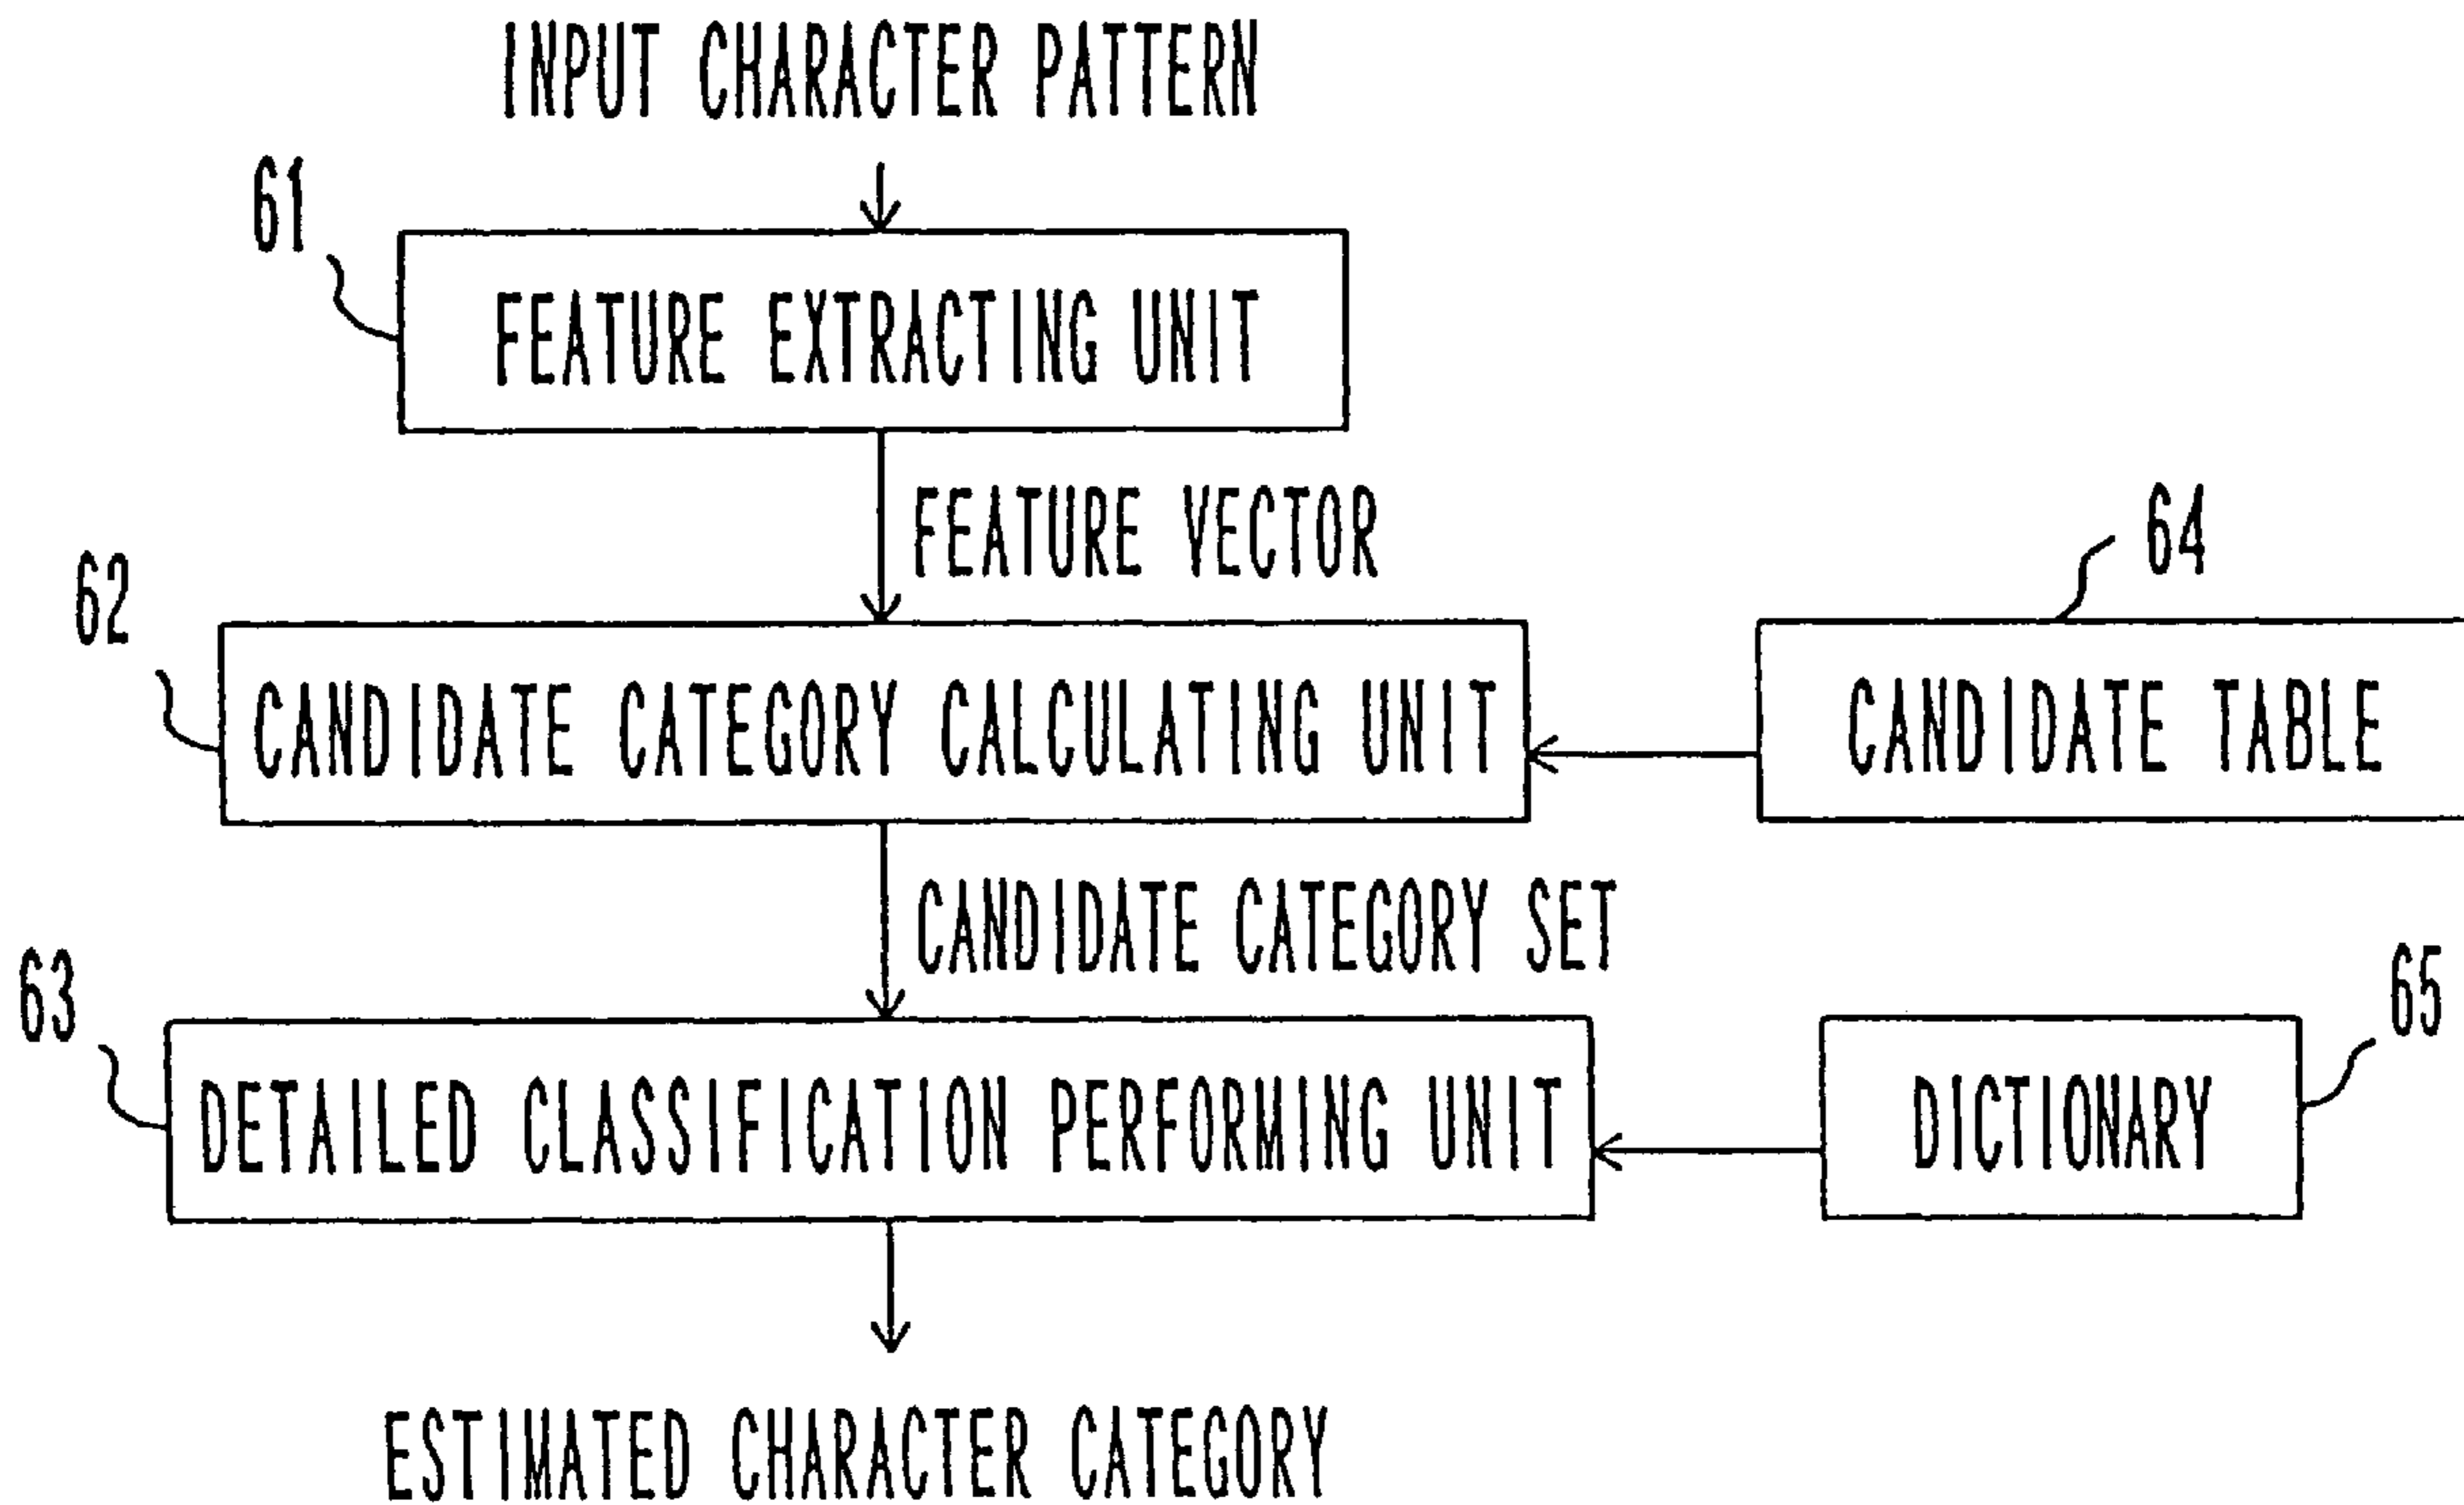 INPUT CHARACTER PATTERN
61
FEATURE EXTRACTING UNIT
FEATURE VECTOR
62
64
CANDIDATE CATEGORY CALCULATING UNIT
CANDIDATE TABLE
CANDIDATE CATEGORY SET
63
65
DETAILED CLASSIFICATION PERFORMING UNIT
DICTIONARY
ESTIMATED CHARACTER CATEGORY